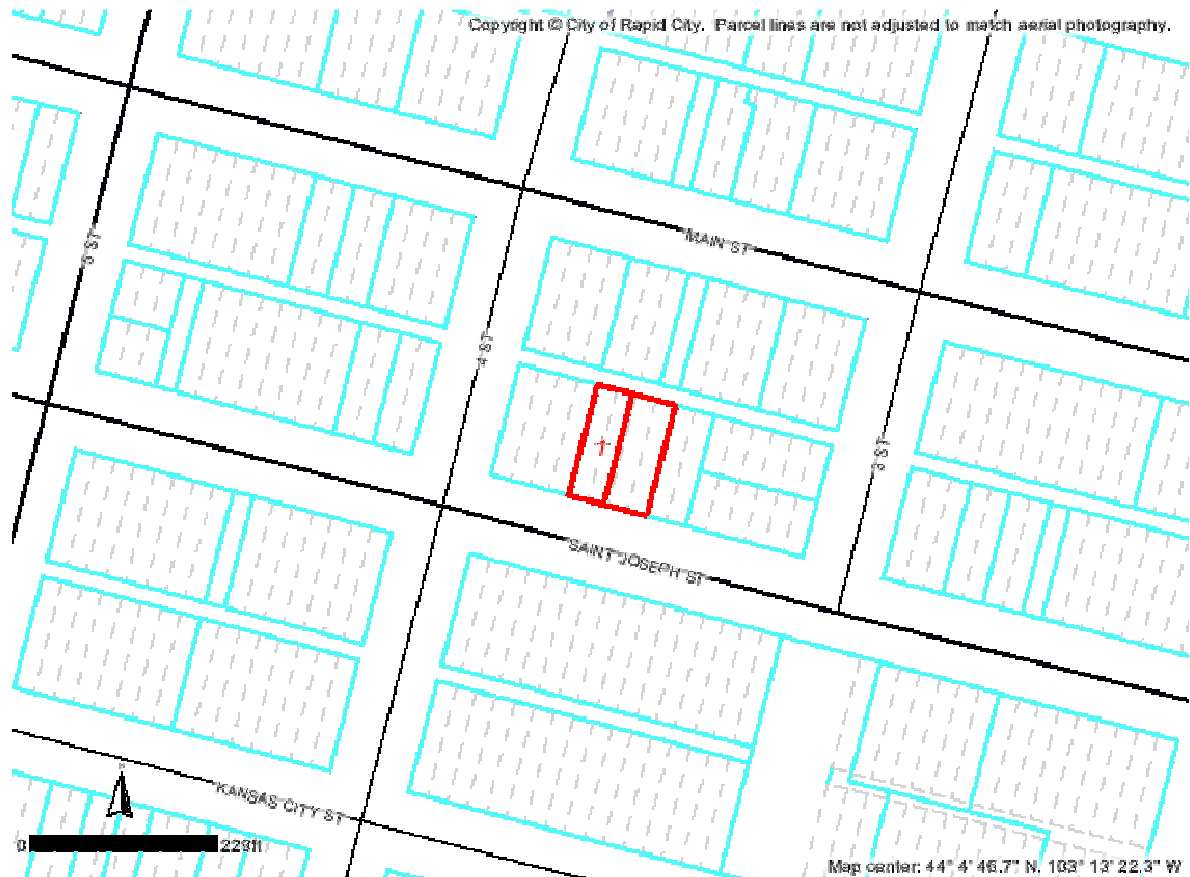 Copyright © City of Rapid City. Parcel lines are not adjusted to match aerial photography.
MAIN ST
5 ST
4 ST
3 ST
SAINT JOSEPH ST
KANSAS CITY ST
N
0 229ft
Map center: 44° 4' 46.7" N, 103° 13' 22.3" W